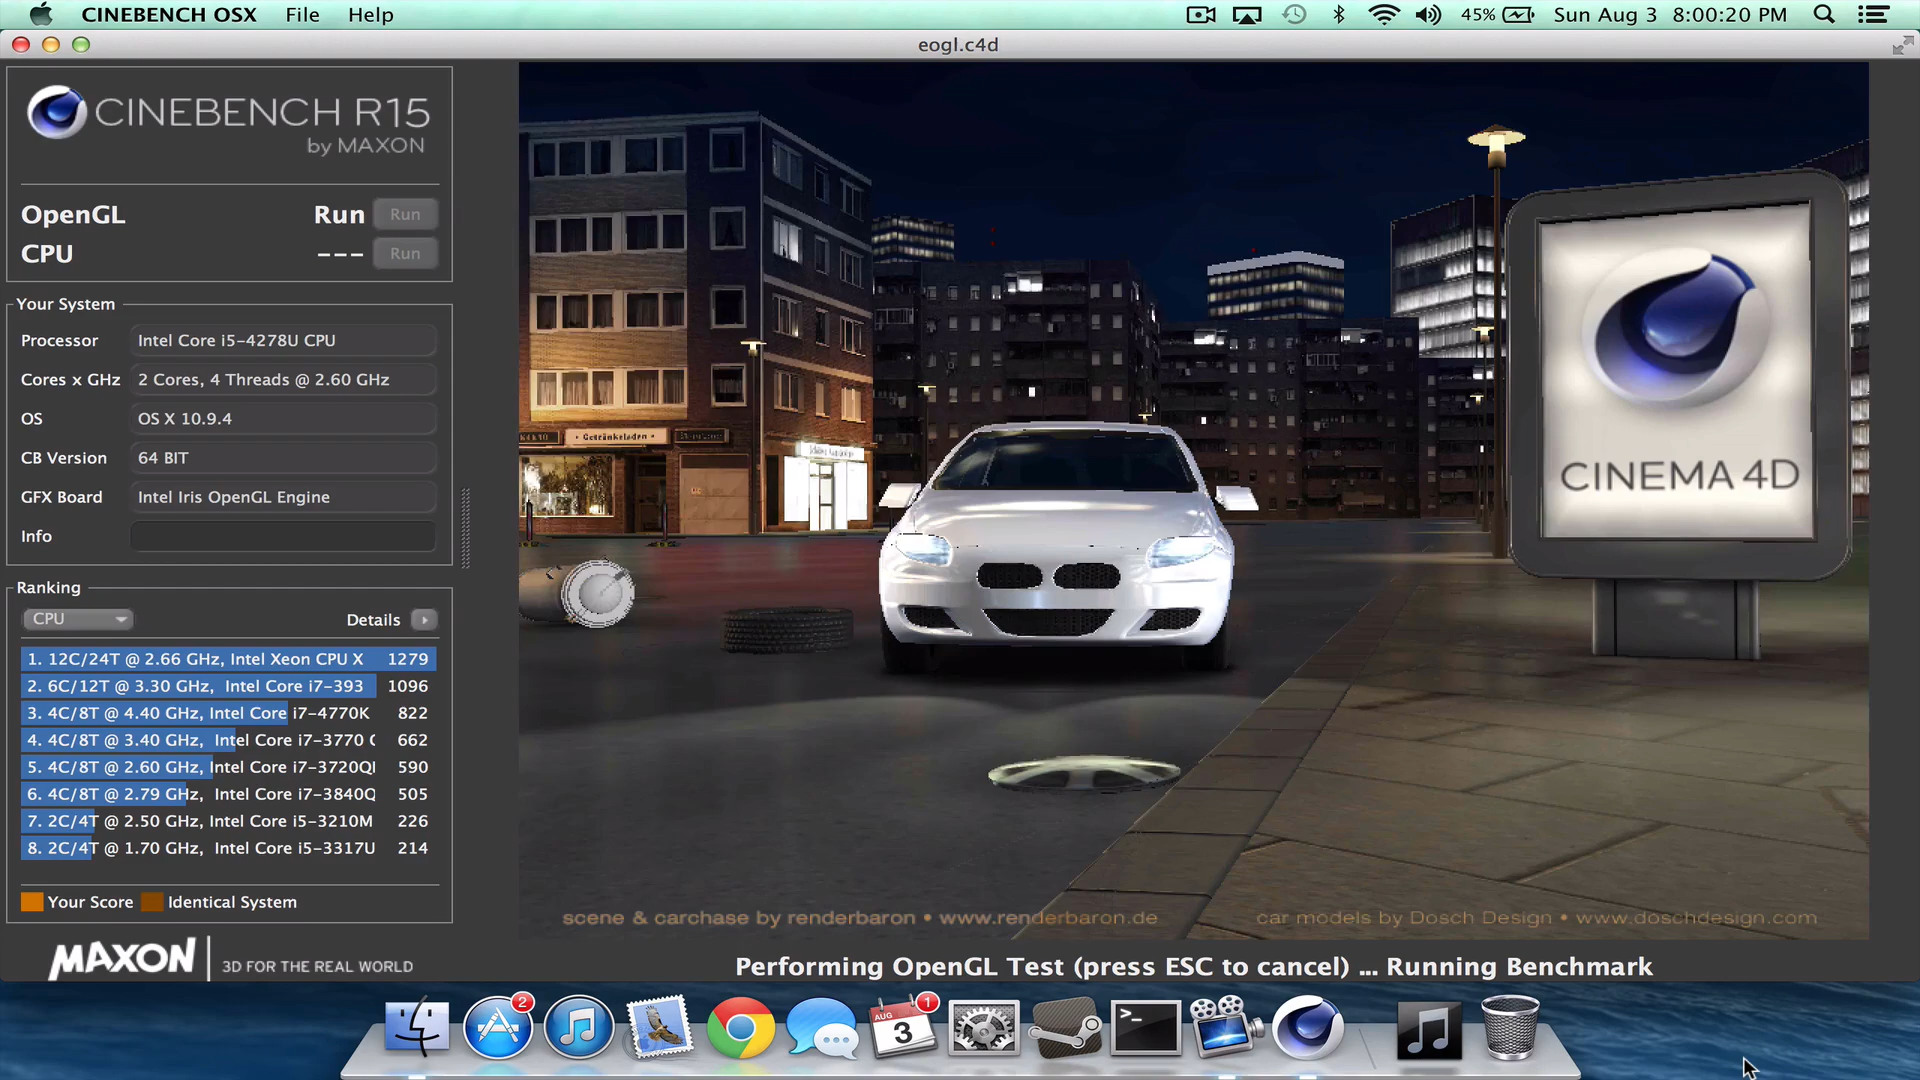 CINEBENCH OSX File Help 45% Sun Aug 3 8:00:20 PM
eogl.c4d
CINEBENCH R15
by MAXON
OpenGL Run Run
CPU --- Run
Your System
Processor Intel Core i5-4278U CPU
Cores x GHz 2 Cores, 4 Threads @ 2.60 GHz
OS OS X 10.9.4
CB Version 64 BIT
GFX Board Intel Iris OpenGL Engine
Info
Ranking
CPU Details
1. 12C/24T @ 2.66 GHz, Intel Xeon CPU X 1279
2. 6C/12T @ 3.30 GHz, Intel Core i7-393 1096
3. 4C/8T @ 4.40 GHz, Intel Core i7-4770K 822
4. 4C/8T @ 3.40 GHz, Intel Core i7-3770 662
5. 4C/8T @ 2.60 GHz, Intel Core i7-3720Q 590
6. 4C/8T @ 2.79 GHz, Intel Core i7-3840Q 505
7. 2C/4T @ 2.50 GHz, Intel Core i5-3210M 226
8. 2C/4T @ 1.70 GHz, Intel Core i5-3317U 214
Your Score Identical System
MAXON 3D FOR THE REAL WORLD
Getränkeladen
CINEMA 4D
scene & carchase by renderbaron • www.renderbaron.de
car models by Dosch Design • www.doschdesign.com
Performing OpenGL Test (press ESC to cancel) ... Running Benchmark
2
AUG
3
1
>_